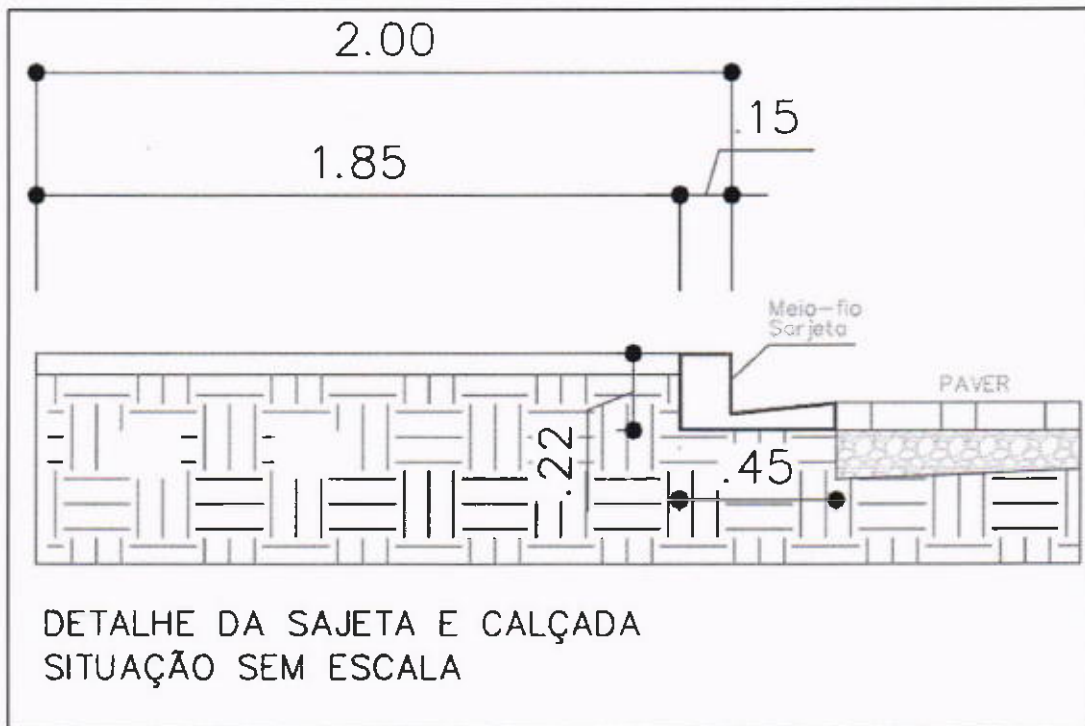 2.00
.15
1.85
Meio-fio
Sarjeta
PAVER
.22
.45
DETALHE DA SAJETA E CALÇADA
SITUAÇÃO SEM ESCALA